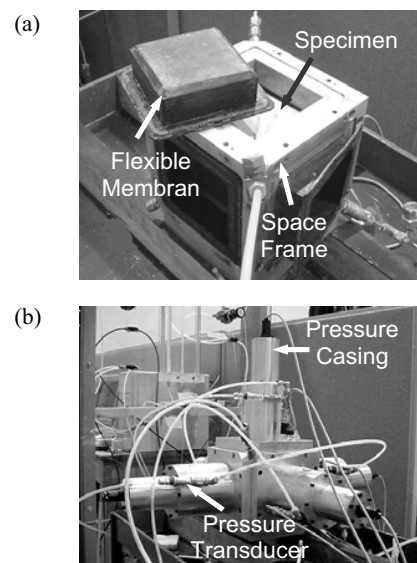 (a)
Specimen
Flexible
Membran
Space
Frame
(b)
Pressure
Casing
Pressure
Transducer